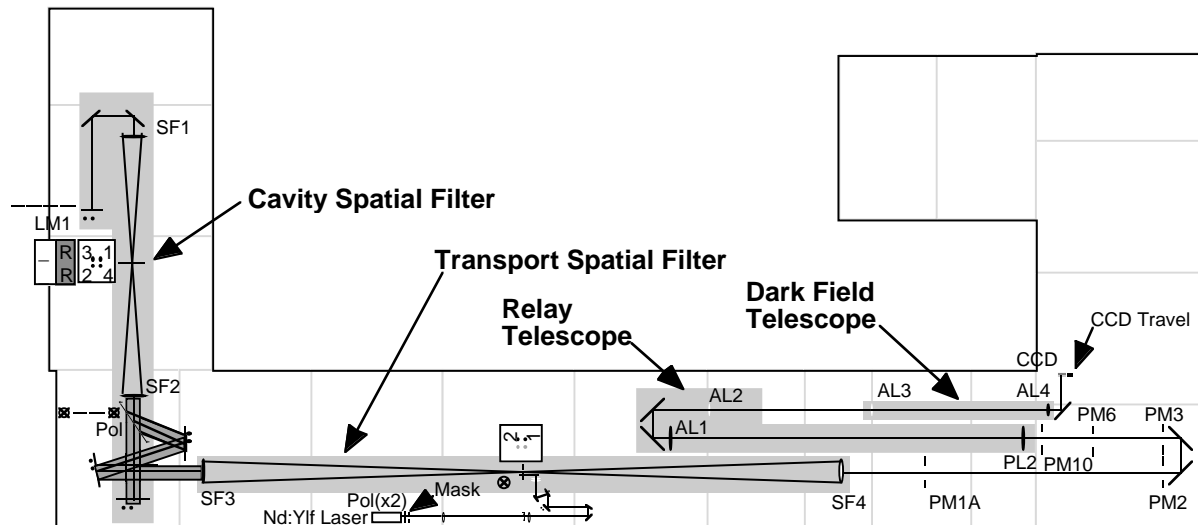 SF1
Cavity Spatial Filter
LM1
R 3 1
R 2 4
Transport Spatial Filter
Relay
Telescope
Dark Field
Telescope
CCD Travel
CCD
SF2
AL2
AL3
AL4
PM6
PM3
Pol
2 1
AL1
PL2
PM10
SF3
Mask
SF4
PM1A
PM2
Pol(x2)
Nd:Ylf Laser